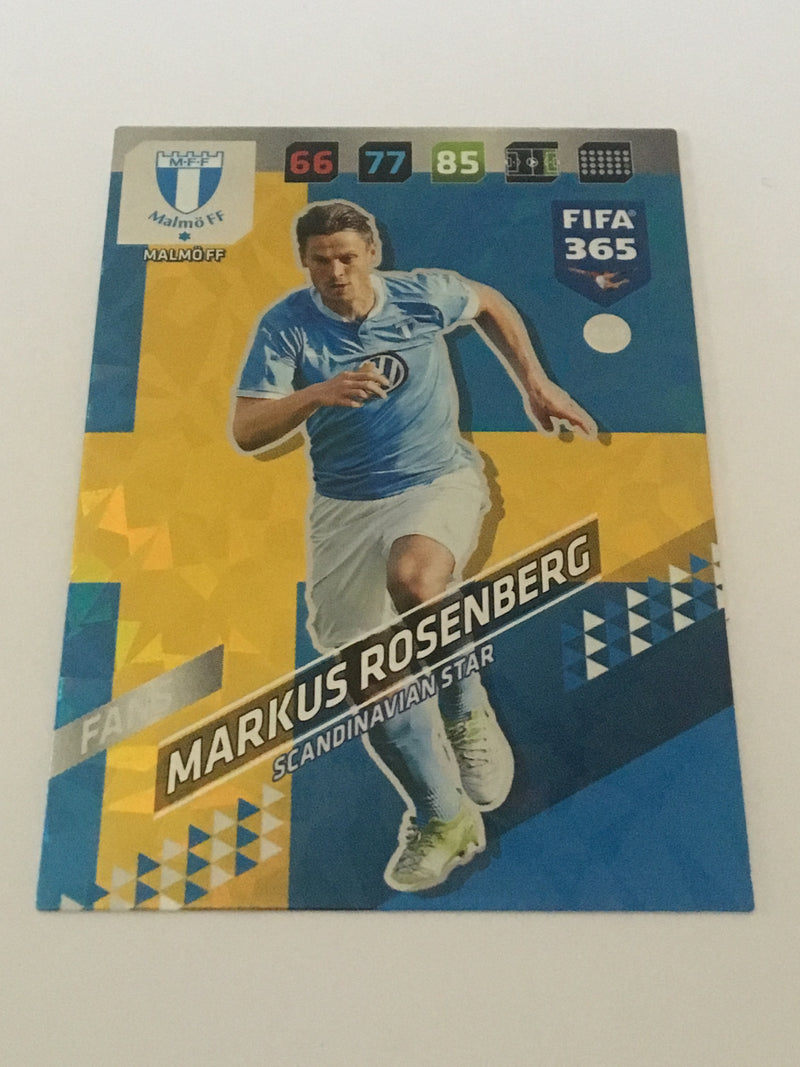 M-F-F
Malmö FF
MALMÖ FF
66 77 85
FIFA
365
FANS
MARKUS ROSENBERG
SCANDINAVIAN STAR